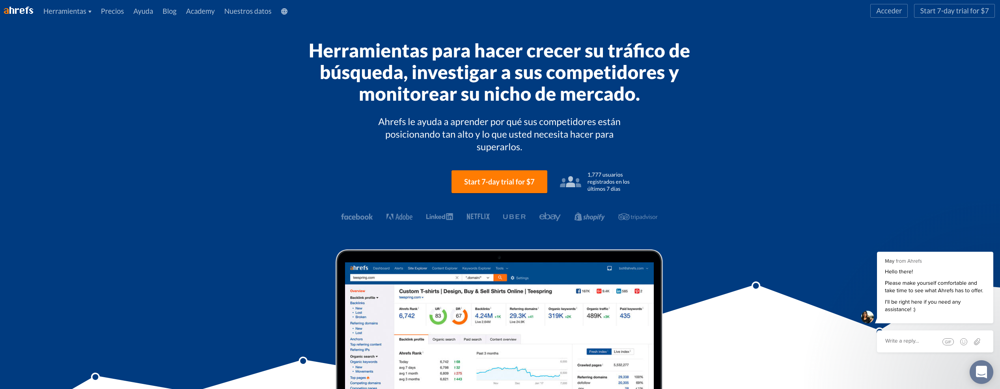 ahrefs Herramientas Precios Ayuda Blog Academy Nuestros datos Acceder Start 7-day trial for $7
Herramientas para hacer crecer su tráfico de
búsqueda, investigar a sus competidores y
monitorear su nicho de mercado.
Ahrefs le ayuda a aprender por qué sus competidores están
posicionando tan alto y lo que usted necesita hacer para
superarlos.
Start 7-day trial for $7
1,777 usuarios
registrados en los
últimos 7 días
facebook Adobe LinkedIn NETFLIX UBER ebay shopify tripadvisor
ahrefs Dashboard Alerts Site Explorer Content Explorer Keywords Explorer Tools bot@ahrefs.com
teespring.com *.domain/* Settings
Overview
Backlink profile
Backlinks
• New
• Lost
• Broken
Referring domains
• New
• Lost
Anchors
Top referring content
Referring IPs
Organic search
Organic keywords
• New
• Movements
Top pages
Competing domains
Competing pages
Custom T-shirts | Design, Buy & Sell Shirts Online | Teespring 167K 9.4K 585 2
teespring.com
Ahrefs Rank UR DR Backlinks Referring domains Organic keywords Organic traffic Paid keywords
6,742 83 67 4.24M +1K 29.3K +41 319K +2K 489K +3K 435
Live 2.64M Live 24.9K
Backlink profile Organic search Paid search Content overview
Ahrefs Rank
Today 6,742 ↑68
avg 7 days 6,798 ↑32
avg 1 month 6,809 ↓275
avg 3 months 6,621 ↑443
Past 3 months
6,000
6,500
7,000
Nov Dec Jan '17
Fresh index Live index
Crawled pages 5,532,277
Referring domains 29,338 100%
dofollow 20,305 69%
.gov 28 <1%
May from Ahrefs
Hello there!
Please make yourself comfortable and
take time to see what Ahrefs has to offer.
I'll be right here if you need any
assistance! :)
Write a reply... GIF